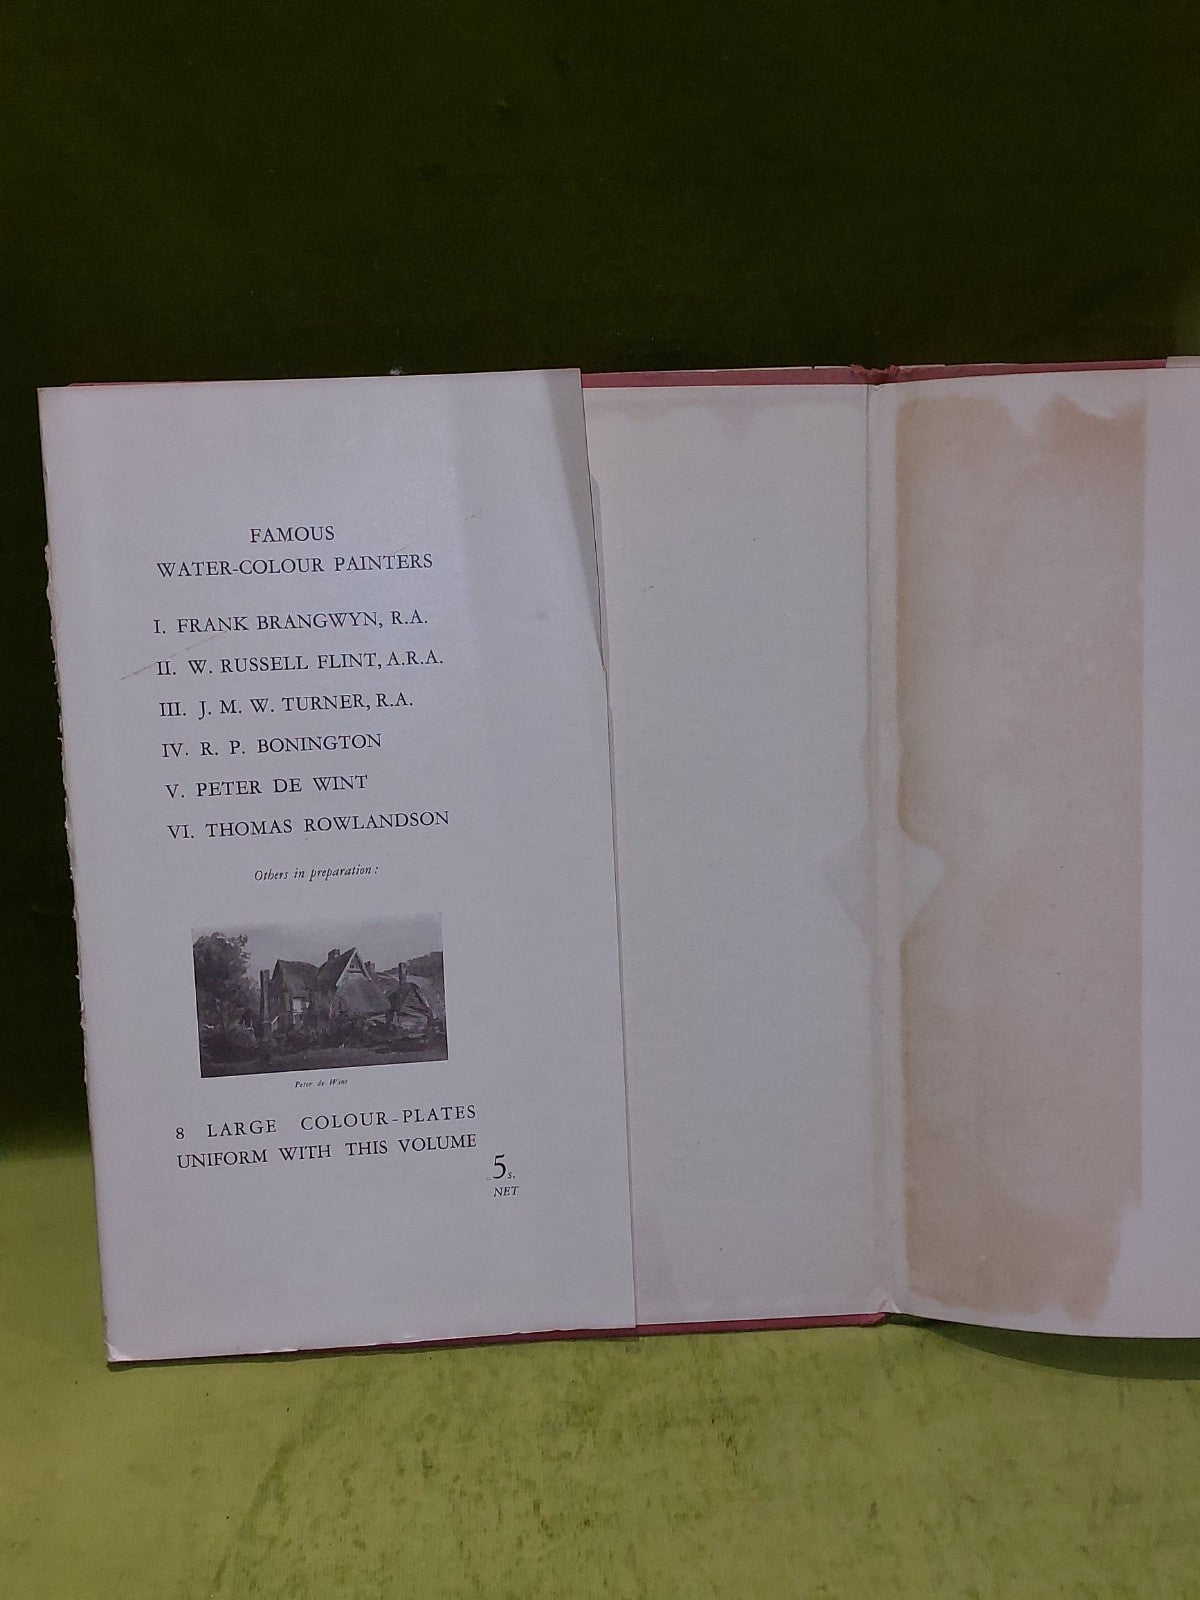 FAMOUS
WATER-COLOUR PAINTERS
I. FRANK BRANGWYN, R.A.
II. W. RUSSELL FLINT, A.R.A.
III. J. M. W. TURNER, R.A.
IV. R. P. BONINGTON
V. PETER DE WINT
VI. THOMAS ROWLANDSON
Others in preparation:
Peter de Wint
8 LARGE COLOUR-PLATES
UNIFORM WITH THIS VOLUME
5s.
NET